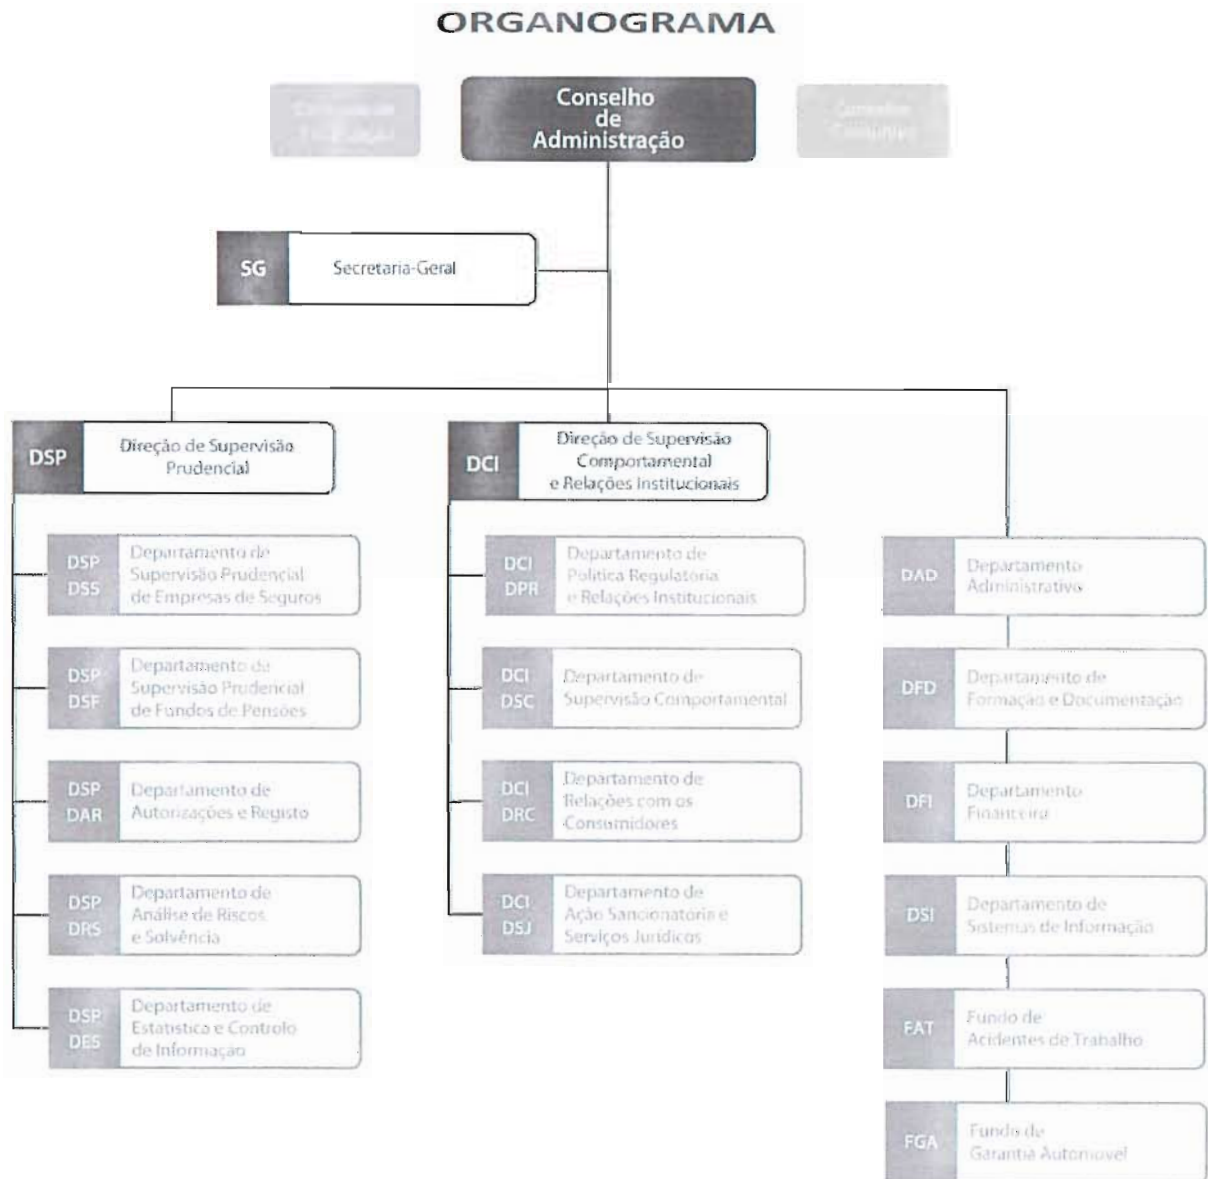 ORGANOGRAMA
Conselho
de
Administração
SG
Secretaria-Geral
DSP
Direção de Supervisão
Prudencial
DSP
DSS
Departamento de
Supervisão Prudencial
de Empresas de Seguros
DSP
DSF
Departamento de
Supervisão Prudencial
de Fundos de Pensões
DSP
DAR
Departamento de
Autorizações e Registo
DSP
DRS
Departamento de
Análise de Riscos
e Solvência
DSP
DES
Departamento de
Estatística e Controlo
de Informação
DCI
Direção de Supervisão
Comportamental
e Relações Institucionais
DCI
DPR
Departamento de
Política Regulatória
e Relações Institucionais
DCI
DSC
Departamento de
Supervisão Comportamental
DCI
DRC
Departamento de
Relações com os
Consumidores
DCI
DSJ
Departamento de
Ação Sancionatória e
Serviços Jurídicos
DAD
Departamento
Administrativo
DFD
Departamento de
Formação e Documentação
DFI
Departamento
Financeiro
DSI
Departamento de
Sistemas de Informação
FAT
Fundo de
Acidentes de Trabalho
FGA
Fundo de
Garantia Automóvel